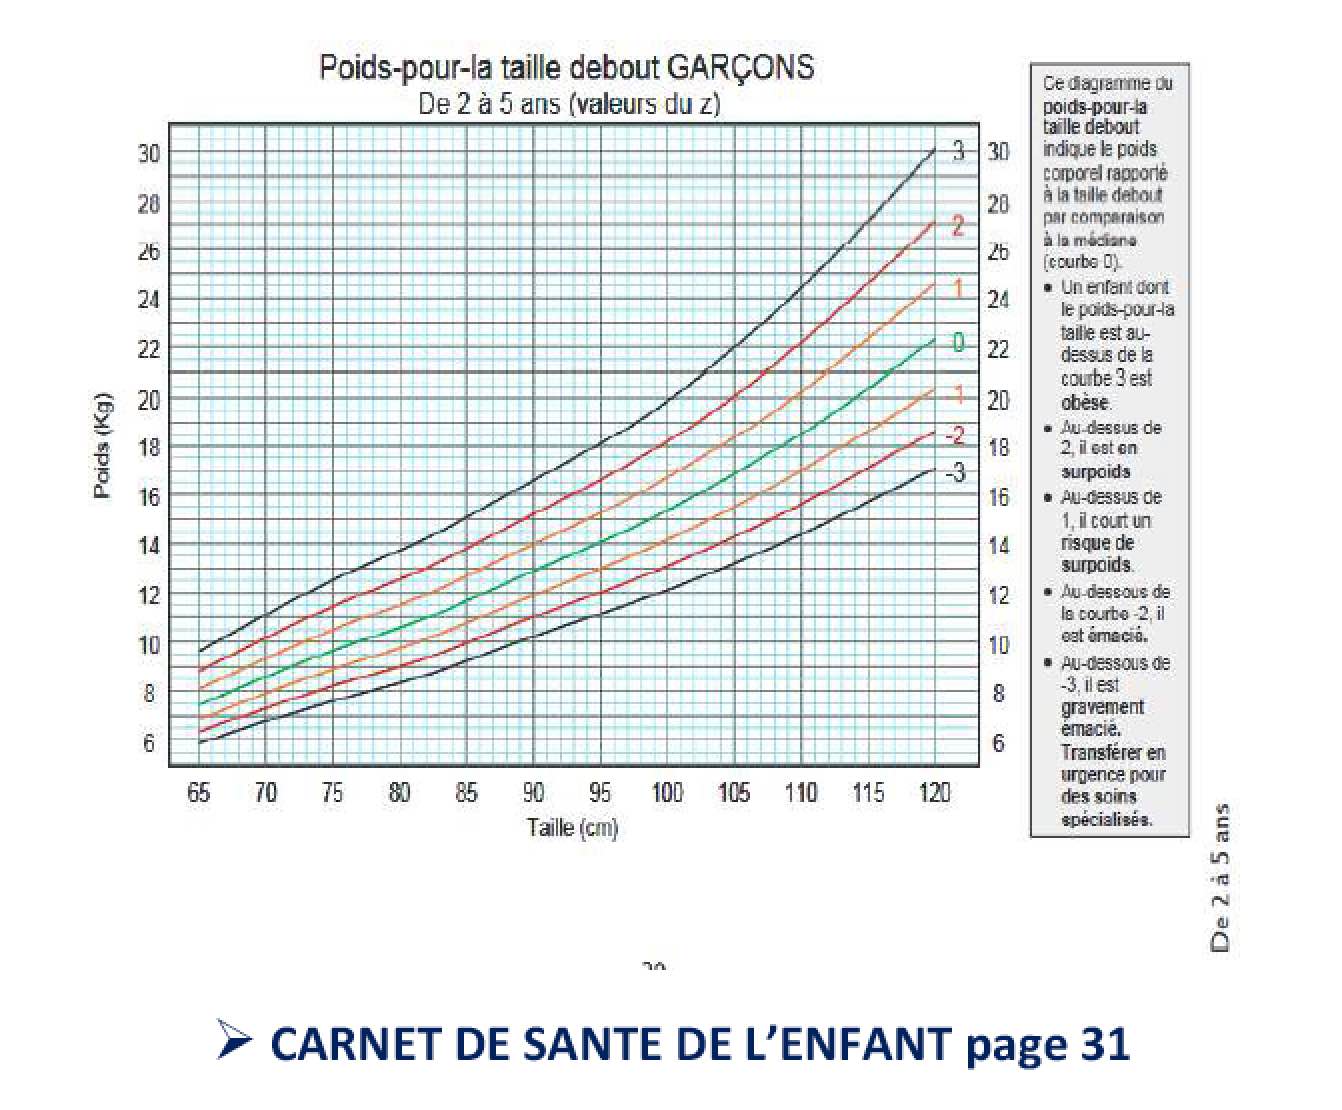 Poids-pour-la taille debout GARÇONS
De 2 à 5 ans (valeurs du z)
30
28
26
24
22
20
18
16
14
12
10
8
6
Poids (Kg)
3
2
1
0
-1
-2
-3
30
28
26
24
22
20
18
16
14
12
10
8
6
65 70 75 80 85 90 95 100 105 110 115 120
Taille (cm)
Ce diagramme du
poids-pour-la
taille debout
indique le poids
corporel rapporté
à la taille debout
par comparaison
à la médiane
(courbe 0).
• Un enfant dont
le poids-pour-la
taille est au-
dessus de la
courbe 3 est
obèse.
• Au-dessus de
2, il est en
surpoids
• Au-dessus de
1, il court un
risque de
surpoids.
• Au-dessous de
la courbe -2, il
est émacié.
• Au-dessous de
-3, il est
gravement
émacié.
Transférer en
urgence pour
des soins
spécialisés.
De 2 à 5 ans
➢ CARNET DE SANTE DE L’ENFANT page 31